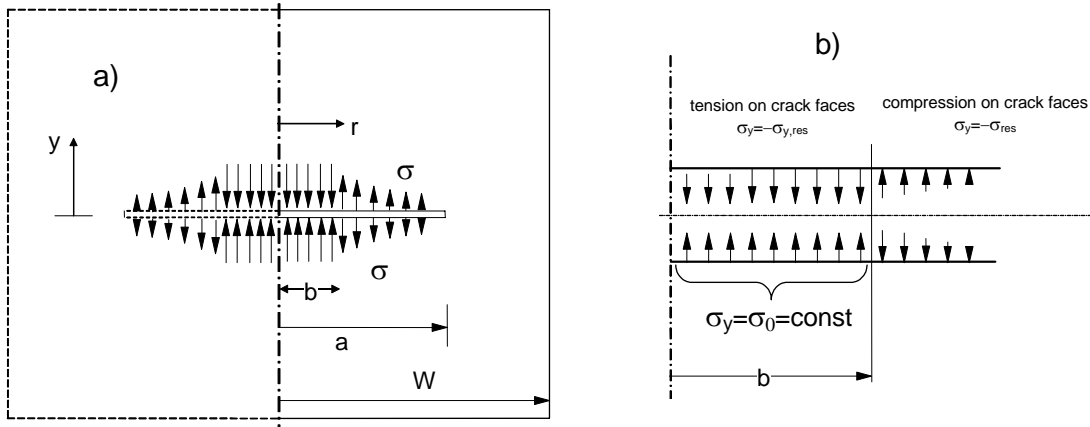 a)
y
r
σ
σ
b
a
W
b)
tension on crack faces
σy=−σy,res
compression on crack faces
σy=−σres
σy=σ0=const
b